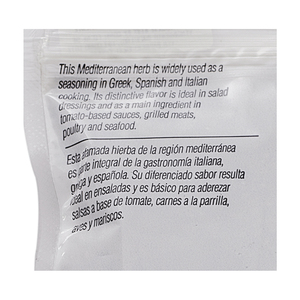 This Mediterranean herb is widely used as a
seasoning in Greek, Spanish and Italian
cooking. Its distinctive flavor is Ideal in salad
dressings and as a main ingredient in
tomato-based sauces, grilled meats,
poultry and seafood.
Esta afamada hierba de la región mediterránea
es parte integral de la gastronomía italiana,
griega y española. Su diferenciado sabor resulta
ideal en ensaladas y es básico para aderezar
salsas a base de tomate, carnes a la parrilla,
aves y mariscos.